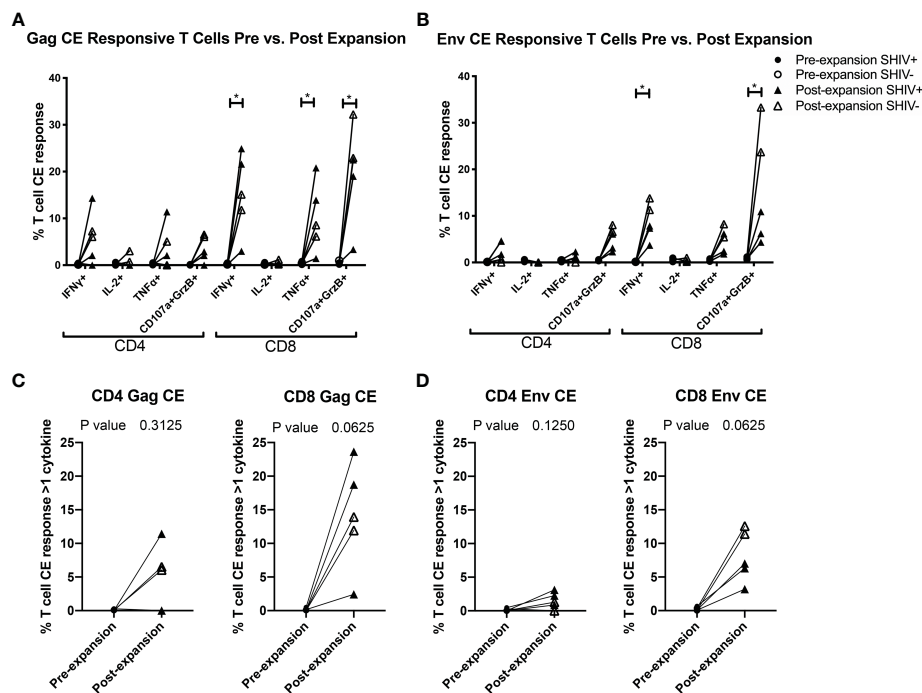 A
Gag CE Responsive T Cells Pre vs. Post Expansion
% T cell CE response
40
30
20
10
0
* * *
IFNγ+ IL-2+ TNFα+ CD107a+GrzB+ IFNγ+ IL-2+ TNFα+ CD107a+GrzB+
CD4 CD8
B
Env CE Responsive T Cells Pre vs. Post Expansion
% T cell CE response
40
30
20
10
0
* *
IFNγ+ IL-2+ TNFα+ CD107a+GrzB+ IFNγ+ IL-2+ TNFα+ CD107a+GrzB+
CD4 CD8
Pre-expansion SHIV+
Pre-expansion SHIV-
Post-expansion SHIV+
Post-expansion SHIV-
C
CD4 Gag CE
P value 0.3125
% T cell CE response >1 cytokine
25
20
15
10
5
0
Pre-expansion Post-expansion
CD8 Gag CE
P value 0.0625
% T cell CE response >1 cytokine
25
20
15
10
5
0
Pre-expansion Post-expansion
D
CD4 Env CE
P value 0.1250
% T cell CE response >1 cytokine
25
20
15
10
5
0
Pre-expansion Post-expansion
CD8 Env CE
P value 0.0625
% T cell CE response >1 cytokine
25
20
15
10
5
0
Pre-expansion Post-expansion